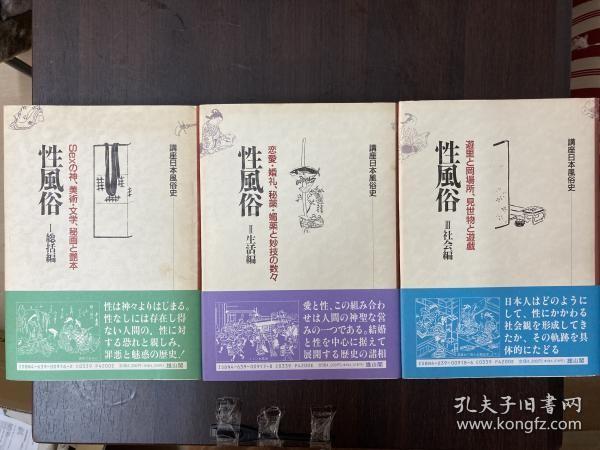 講座日本風俗史
性風俗
I 総括編
Sexの神、美術・文学、秘画と艶本
性は神々よりはじまる。
性なしには存在し得
ない人間の、性に対
する恐れと親しみ、
罪悪と魅惑の歴史!
雄山閣
講座日本風俗史
性風俗
II 生活編
恋愛・婚礼、秘薬・媚薬と妙技の数々
愛と性、この組み合わ
せは人間の神聖な営
みの一つである。結婚
と性を中心に据えて
展開する歴史の諸相
雄山閣
講座日本風俗史
性風俗
III 社会編
遊里と岡場所、見世物と遊戯
日本人はどのように
して、性にかかわる
社会観を形成してき
たか、その軌跡を具
体的にたどる
雄山閣
孔夫子旧书网
www.kongfz.com